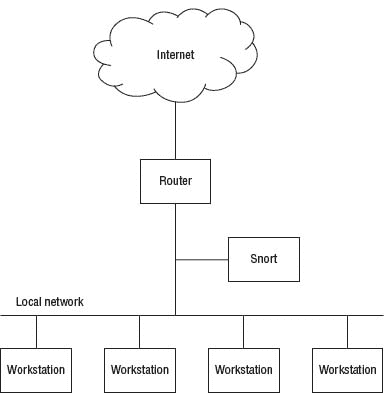 Internet
Router
Snort
Local network
Workstation
Workstation
Workstation
Workstation